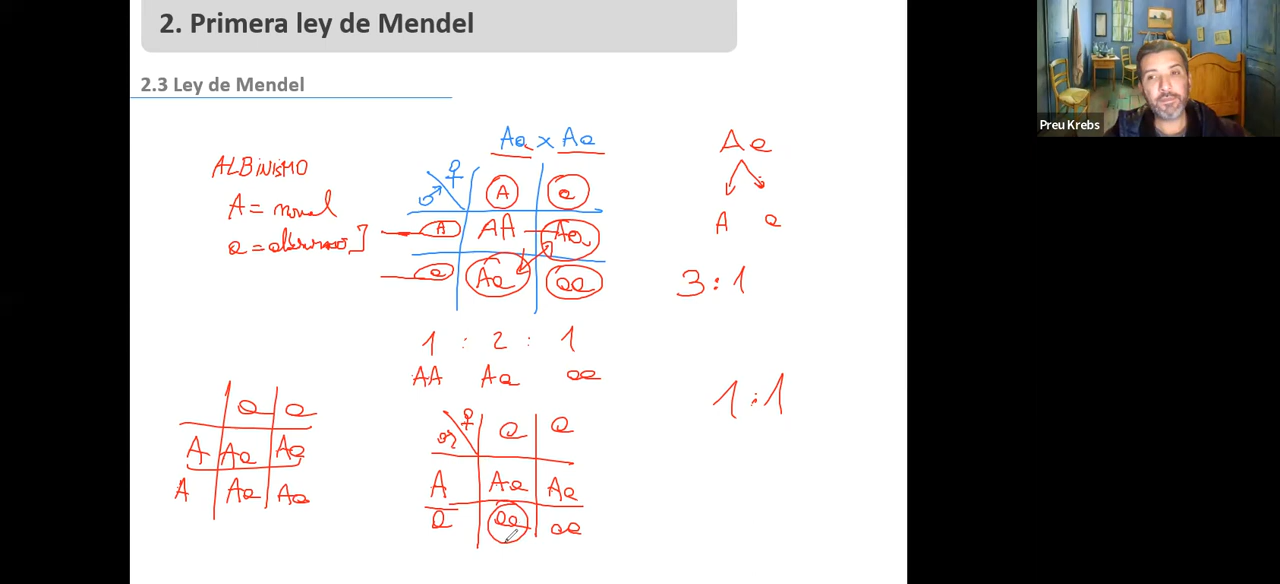 2. Primera ley de Mendel
2.3 Ley de Mendel
Preu Krebs
Aa x Aa
Aa
ALBINISMO
♂ ♀ A a
A = normal
A AA Aa
A a
a = albinismo]
a Aa aa
3 : 1
1 : 2 : 1
AA Aa aa
1 : 1
a a
A Aa Aa
A Aa Aa
♂ ♀ a a
A Aa Aa
a aa aa